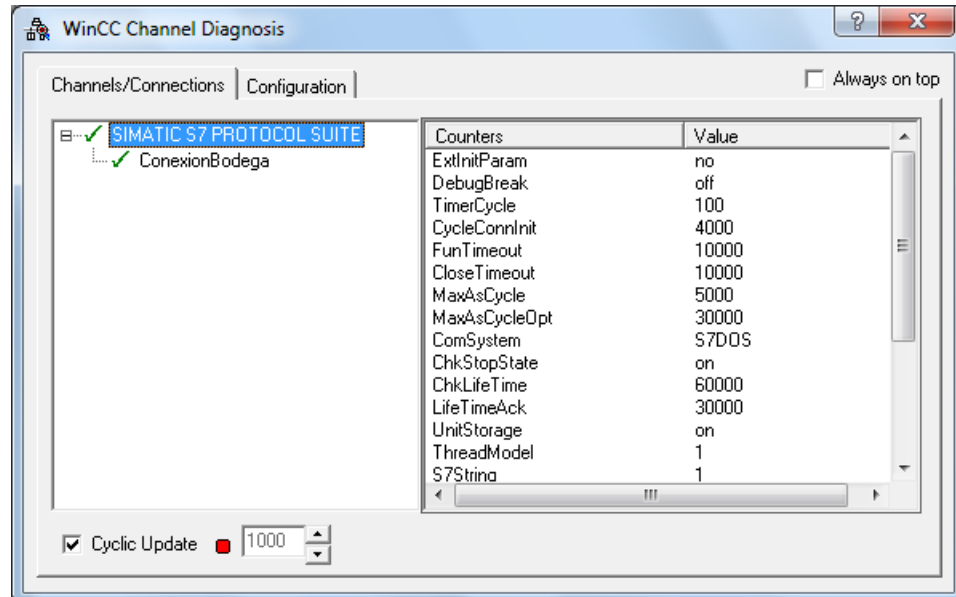 WinCC Channel Diagnosis
Channels/Connections Configuration Always on top
SIMATIC S7 PROTOCOL SUITE
ConexionBodega
Counters Value
ExtInitParam no
DebugBreak off
TimerCycle 100
CycleConnInit 4000
FunTimeout 10000
CloseTimeout 10000
MaxAsCycle 5000
MaxAsCycleOpt 30000
ComSystem S7DOS
ChkStopState on
ChkLifeTime 60000
LifeTimeAck 30000
UnitStorage on
ThreadModel 1
S7String 1
Cyclic Update 1000